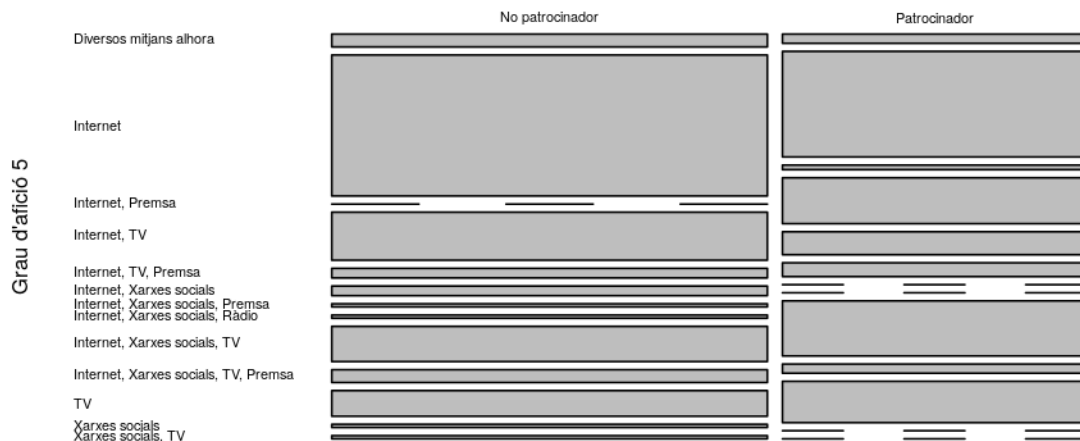 No patrocinador
Patrocinador
Grau d'afició 5
Diversos mitjans alhora
Internet
Internet, Premsa
Internet, TV
Internet, TV, Premsa
Internet, Xarxes socials
Internet, Xarxes socials, Premsa
Internet, Xarxes socials, Ràdio
Internet, Xarxes socials, TV
Internet, Xarxes socials, TV, Premsa
TV
Xarxes socials
Xarxes socials, TV